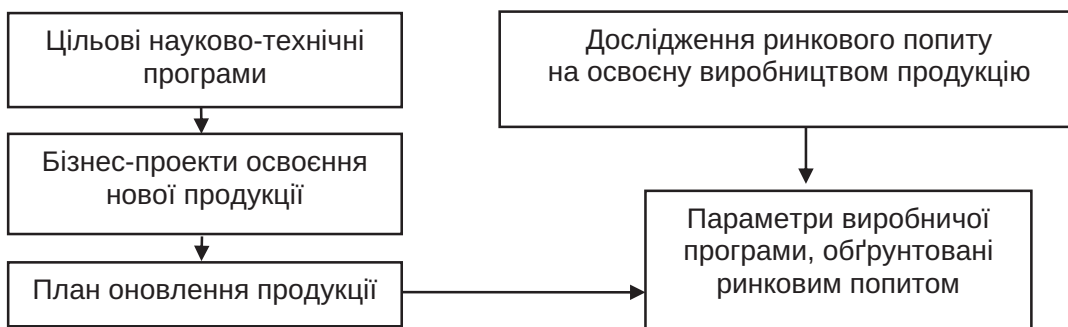 Цільові науково-технічні
програми
Бізнес-проекти освоєння
нової продукції
План оновлення продукції
Дослідження ринкового попиту
на освоєну виробництвом продукцію
Параметри виробничої
програми, обґрунтовані
ринковим попитом